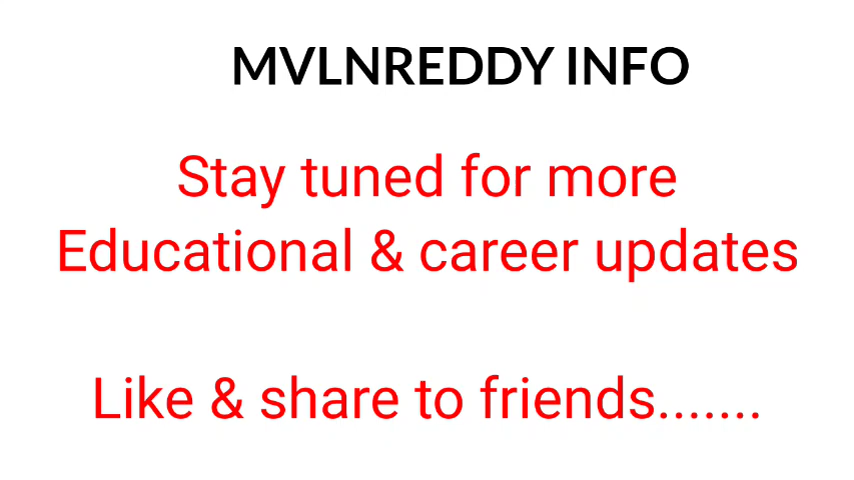 MVLNREDDY INFO
Stay tuned for more
Educational & career updates
Like & share to friends.......